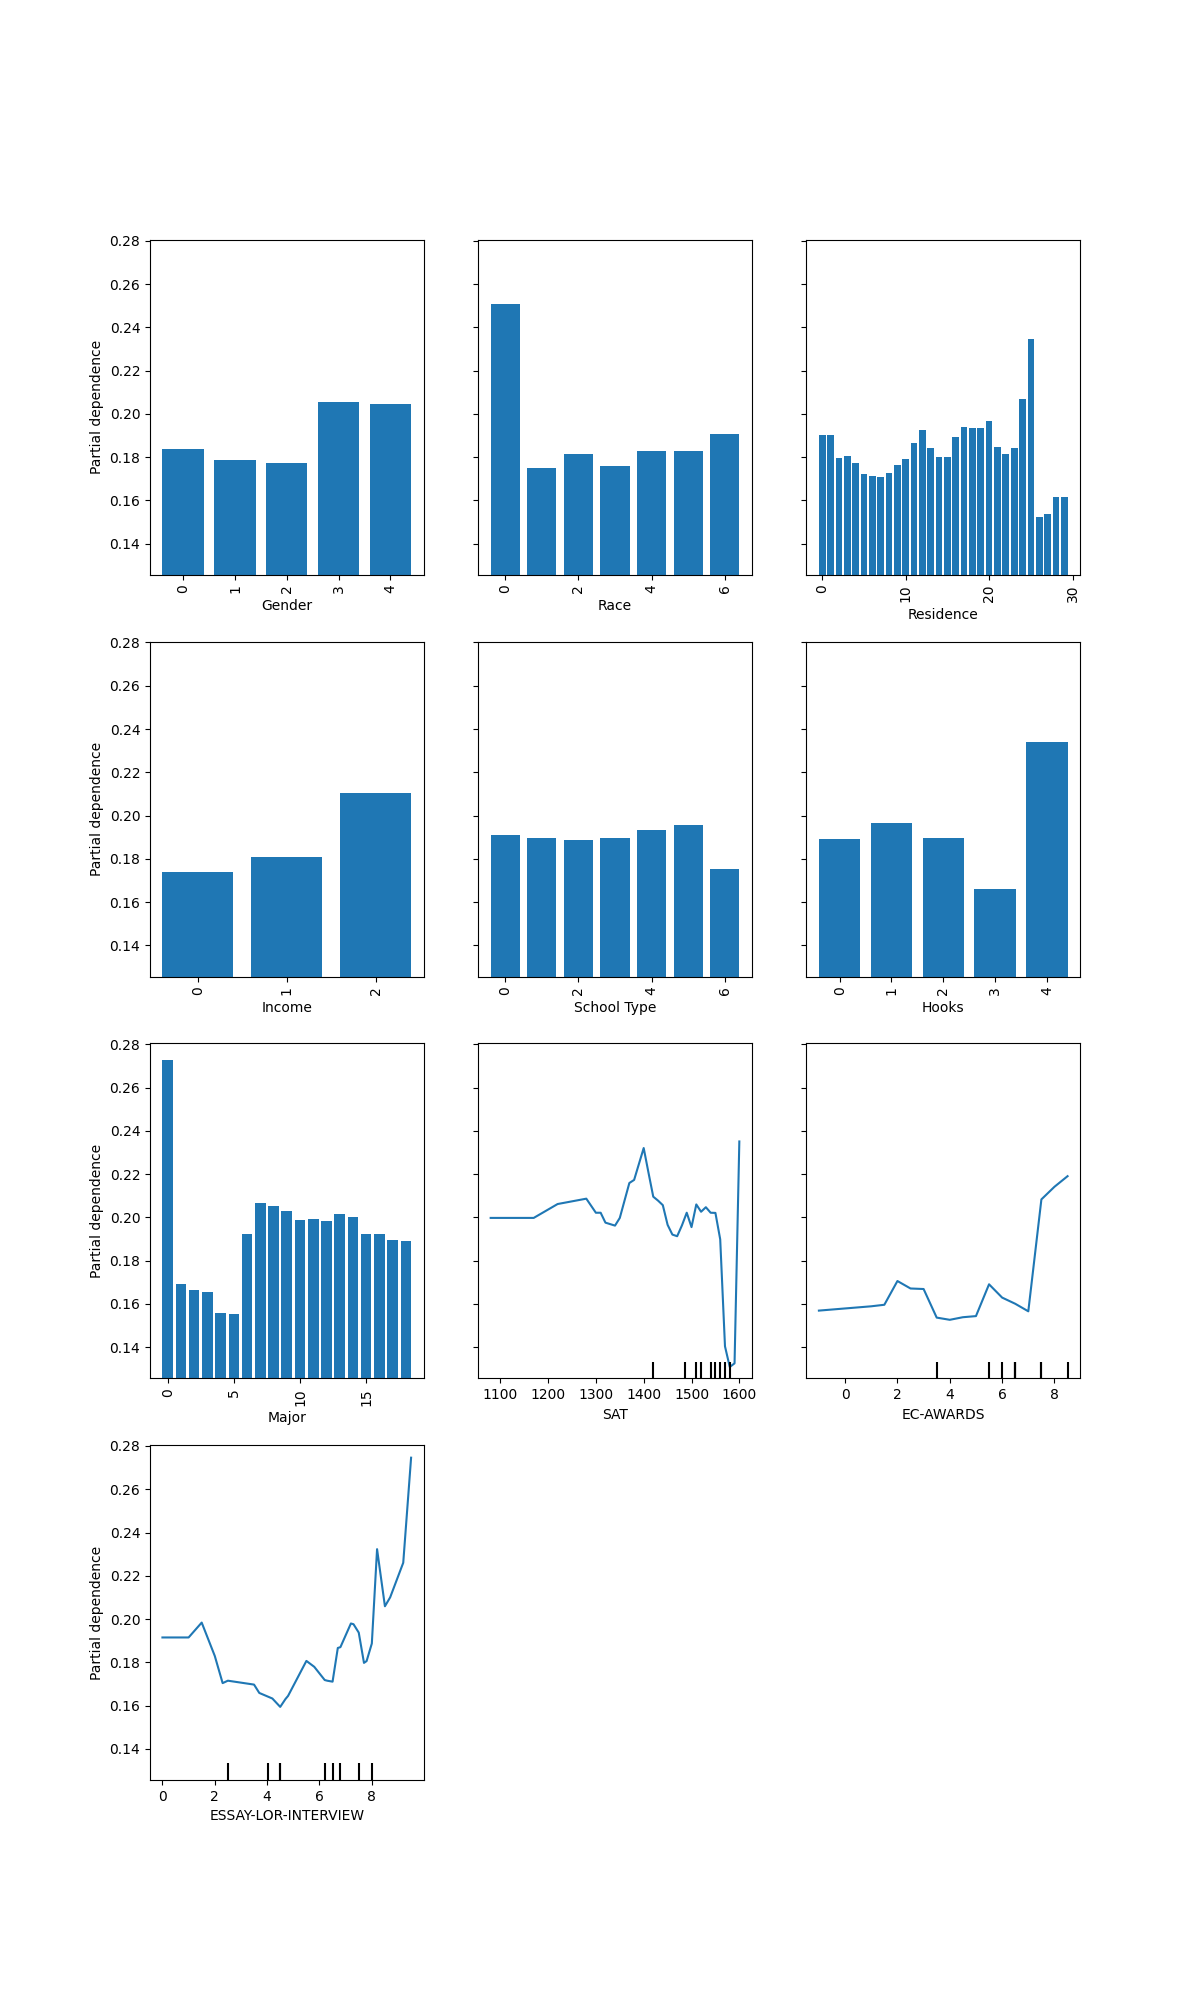 0.28
0.26
0.24
0.22
0.20
0.18
0.16
0.14
Partial dependence
0 1 2 3 4
Gender
0 2 4 6
Race
0 10 20 30
Residence
0.28
0.26
0.24
0.22
0.20
0.18
0.16
0.14
Partial dependence
0 1 2
Income
0 2 4 6
School Type
0 1 2 3 4
Hooks
0.28
0.26
0.24
0.22
0.20
0.18
0.16
0.14
Partial dependence
0 5 10 15
Major
1100 1200 1300 1400 1500 1600
SAT
0 2 4 6 8
EC-AWARDS
0.28
0.26
0.24
0.22
0.20
0.18
0.16
0.14
Partial dependence
0 2 4 6 8
ESSAY-LOR-INTERVIEW